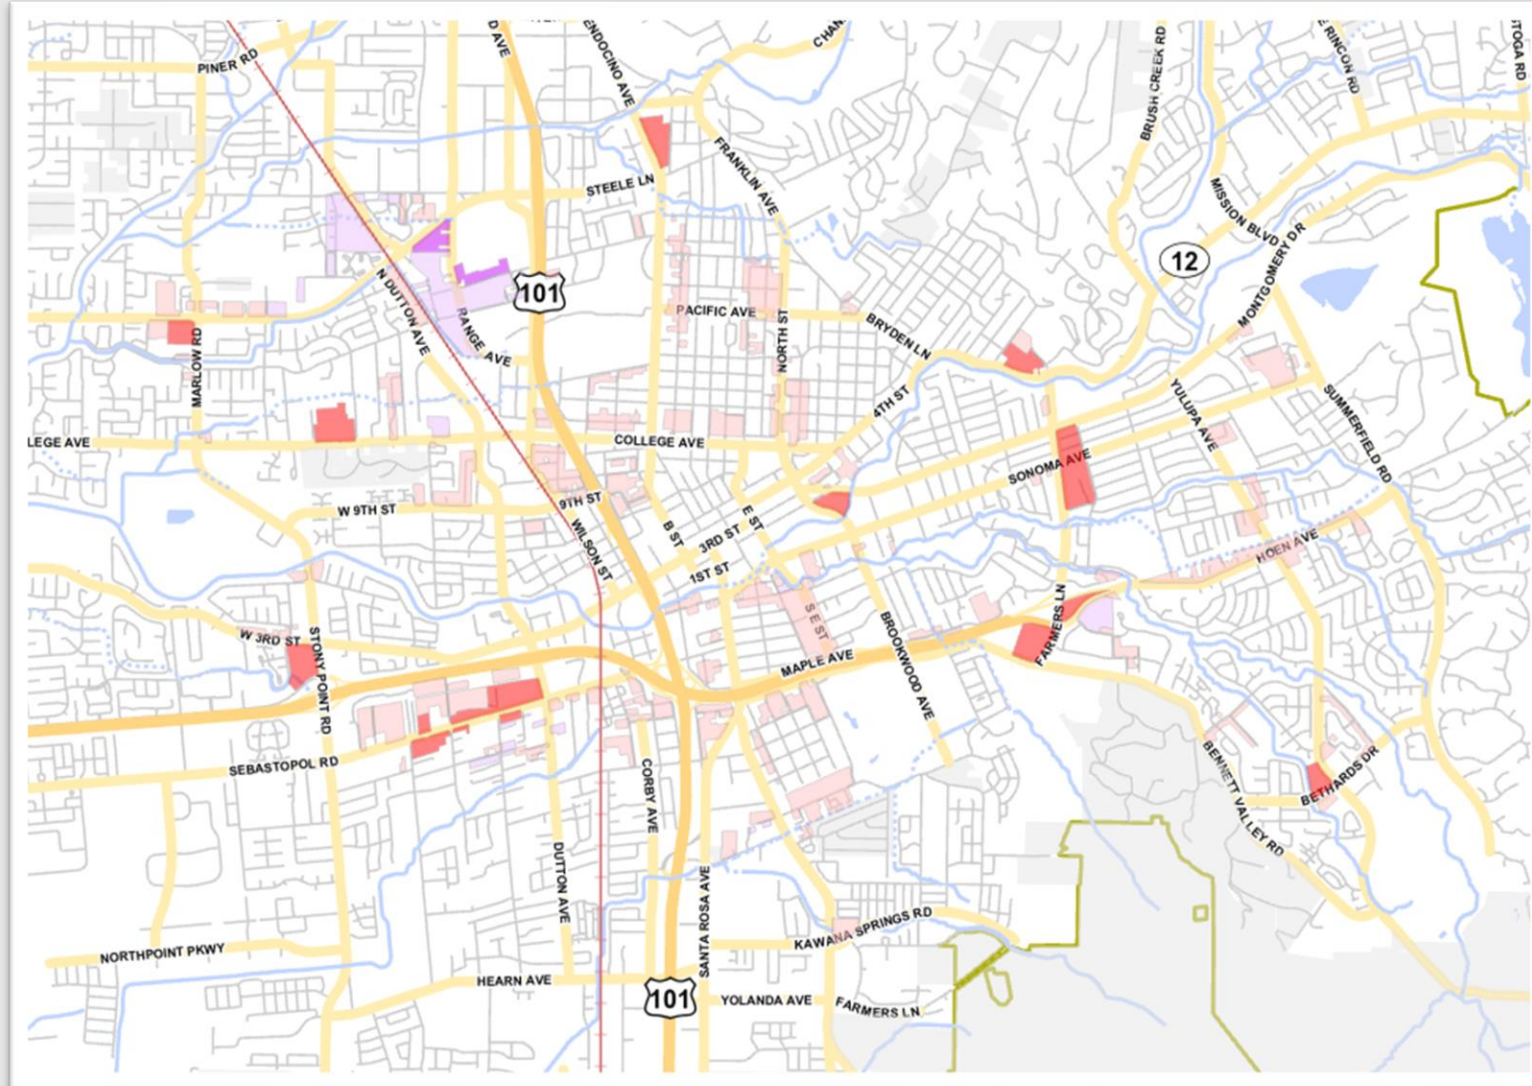 D AVE
ENDOCINO AVE
CHAN
BRUSH CREEK RD
E RINCON RD
STOGA RD
PINER RD
FRANKLIN AVE
STEELE LN
MISSION BLVD
12
MONTGOMERY DR
N DUTTON AVE
101
RANGE AVE
PACIFIC AVE
NORTH ST
BRYDEN LN
MARLOW RD
4TH ST
YULUPA AVE
SUMMERFIELD RD
LEGE AVE
COLLEGE AVE
SONOMA AVE
W 9TH ST
9TH ST
WILSON ST
B ST
E ST
3RD ST
1ST ST
HOEN AVE
W 3RD ST
STONY POINT RD
S E ST
BROOKWOOD AVE
FARMERS LN
MAPLE AVE
SEBASTOPOL RD
CORBY AVE
BENNETT VALLEY RD
BETHARDS DR
DUTTON AVE
SANTA ROSA AVE
NORTHPOINT PKWY
KAWANA SPRINGS RD
HEARN AVE
101
YOLANDA AVE
FARMERS LN